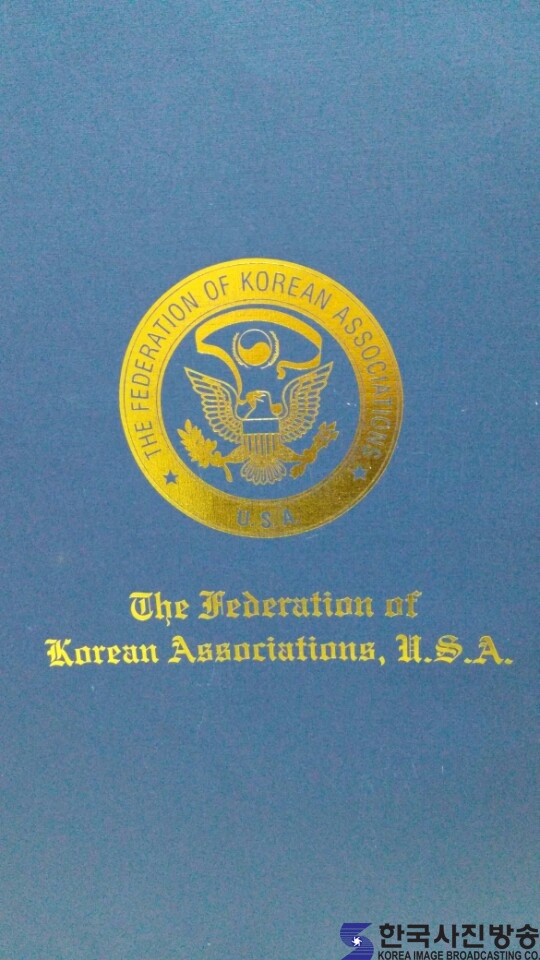 THE FEDERATION OF KOREAN ASSOCIATIONS
U.S.A.
The Federation of
Korean Associations, U.S.A.
한국사진방송
KOREA IMAGE BROADCASTING CO.